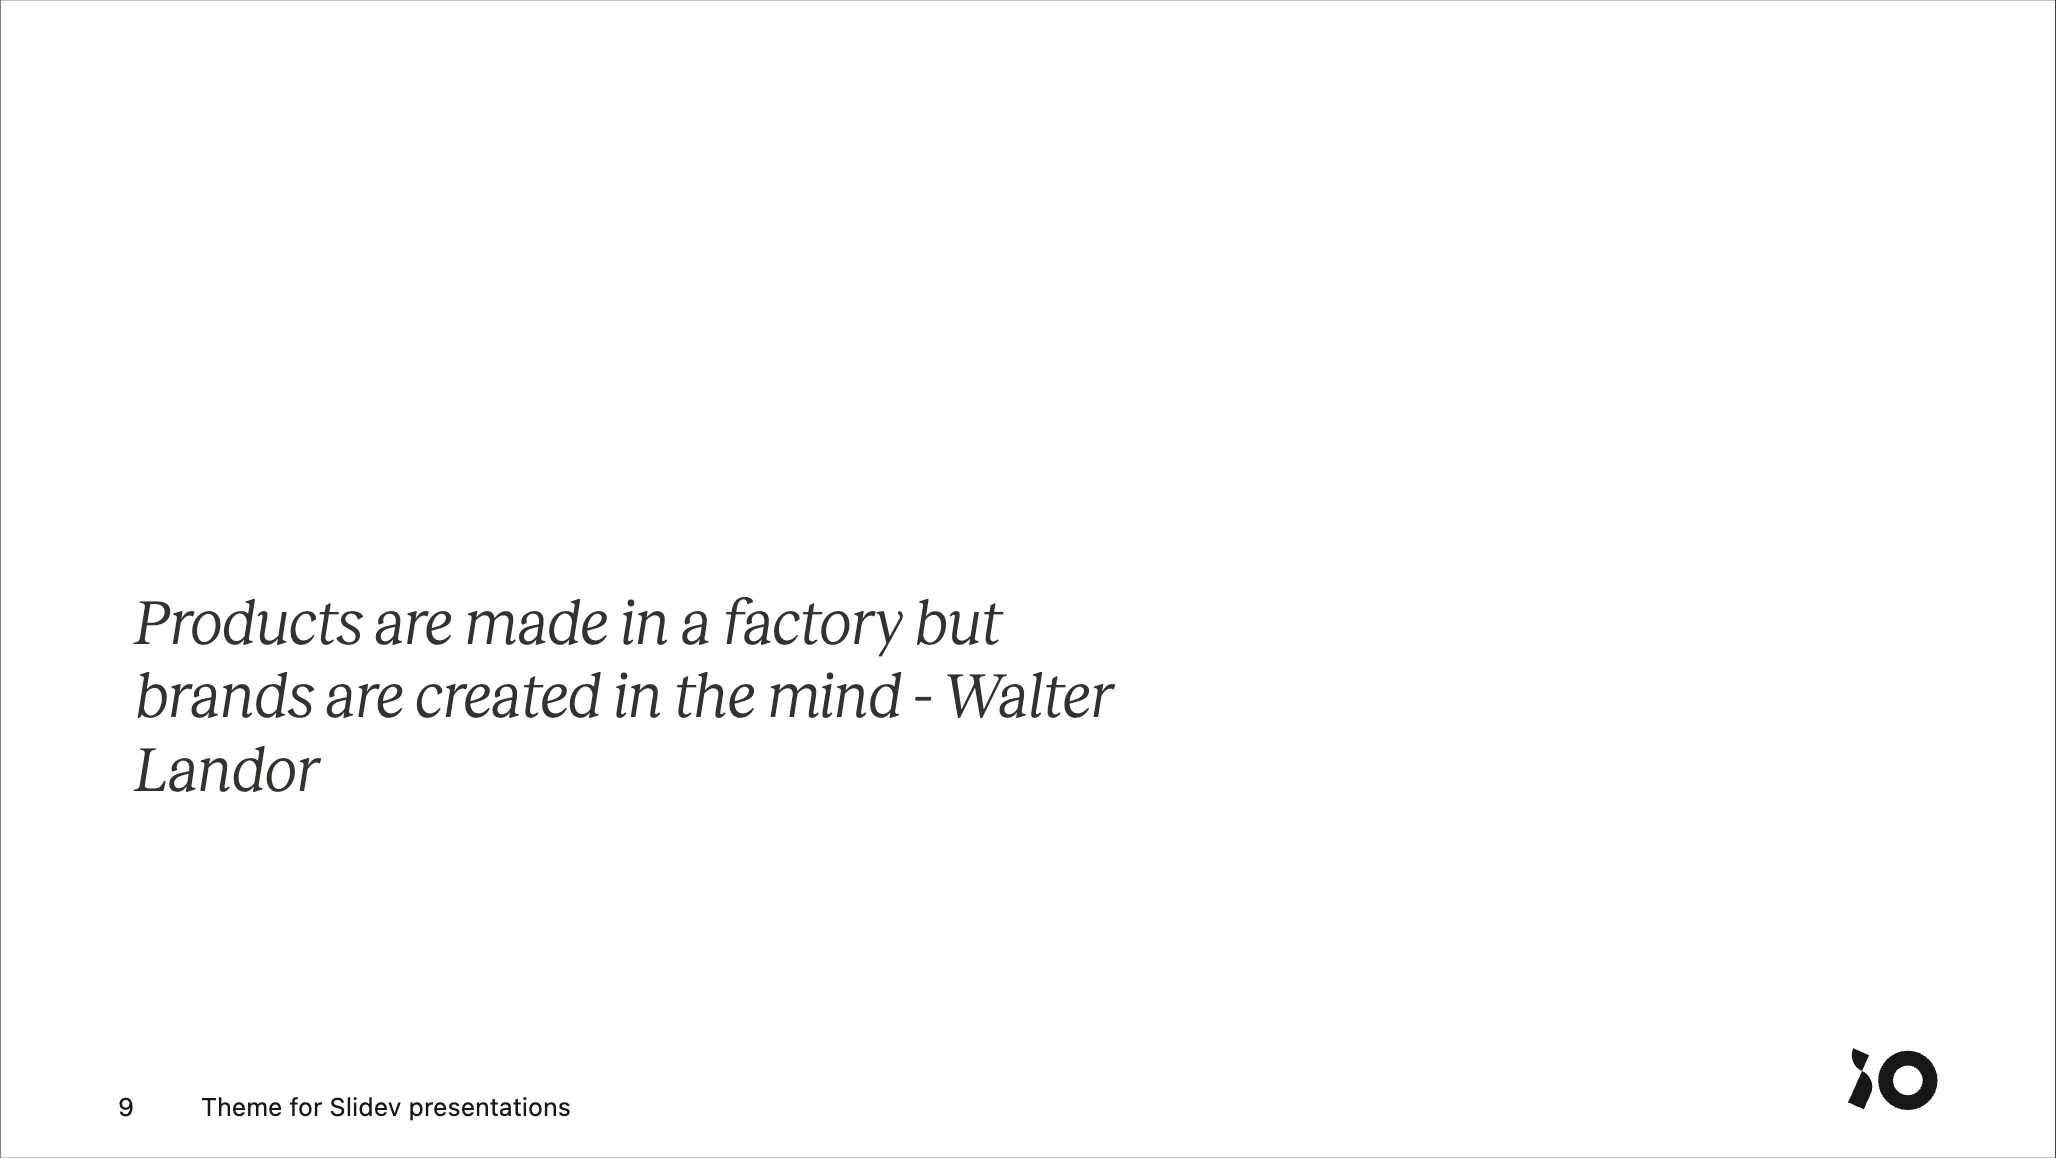 Products are made in a factory but
brands are created in the mind - Walter
Landor
9 Theme for Slidev presentations
iO